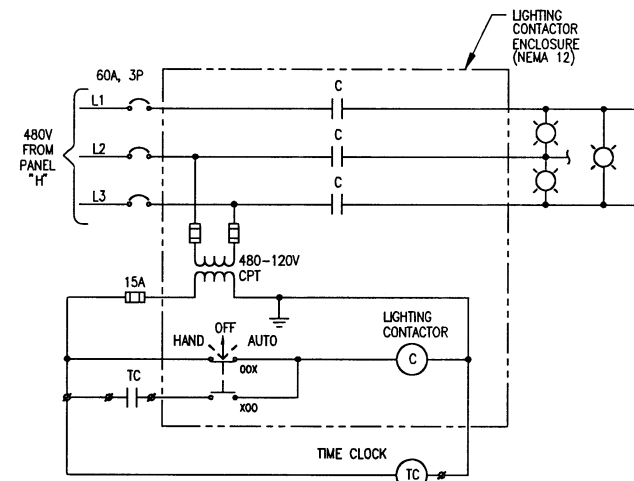 LIGHTING
CONTACTOR
ENCLOSURE
(NEMA 12)
60A, 3P
C
L1
480V
FROM
PANEL
"H"
L2
C
L3
C
480-120V
CPT
15A
LIGHTING
CONTACTOR
HAND OFF AUTO
OOX
C
TC
XOO
TIME CLOCK
TC